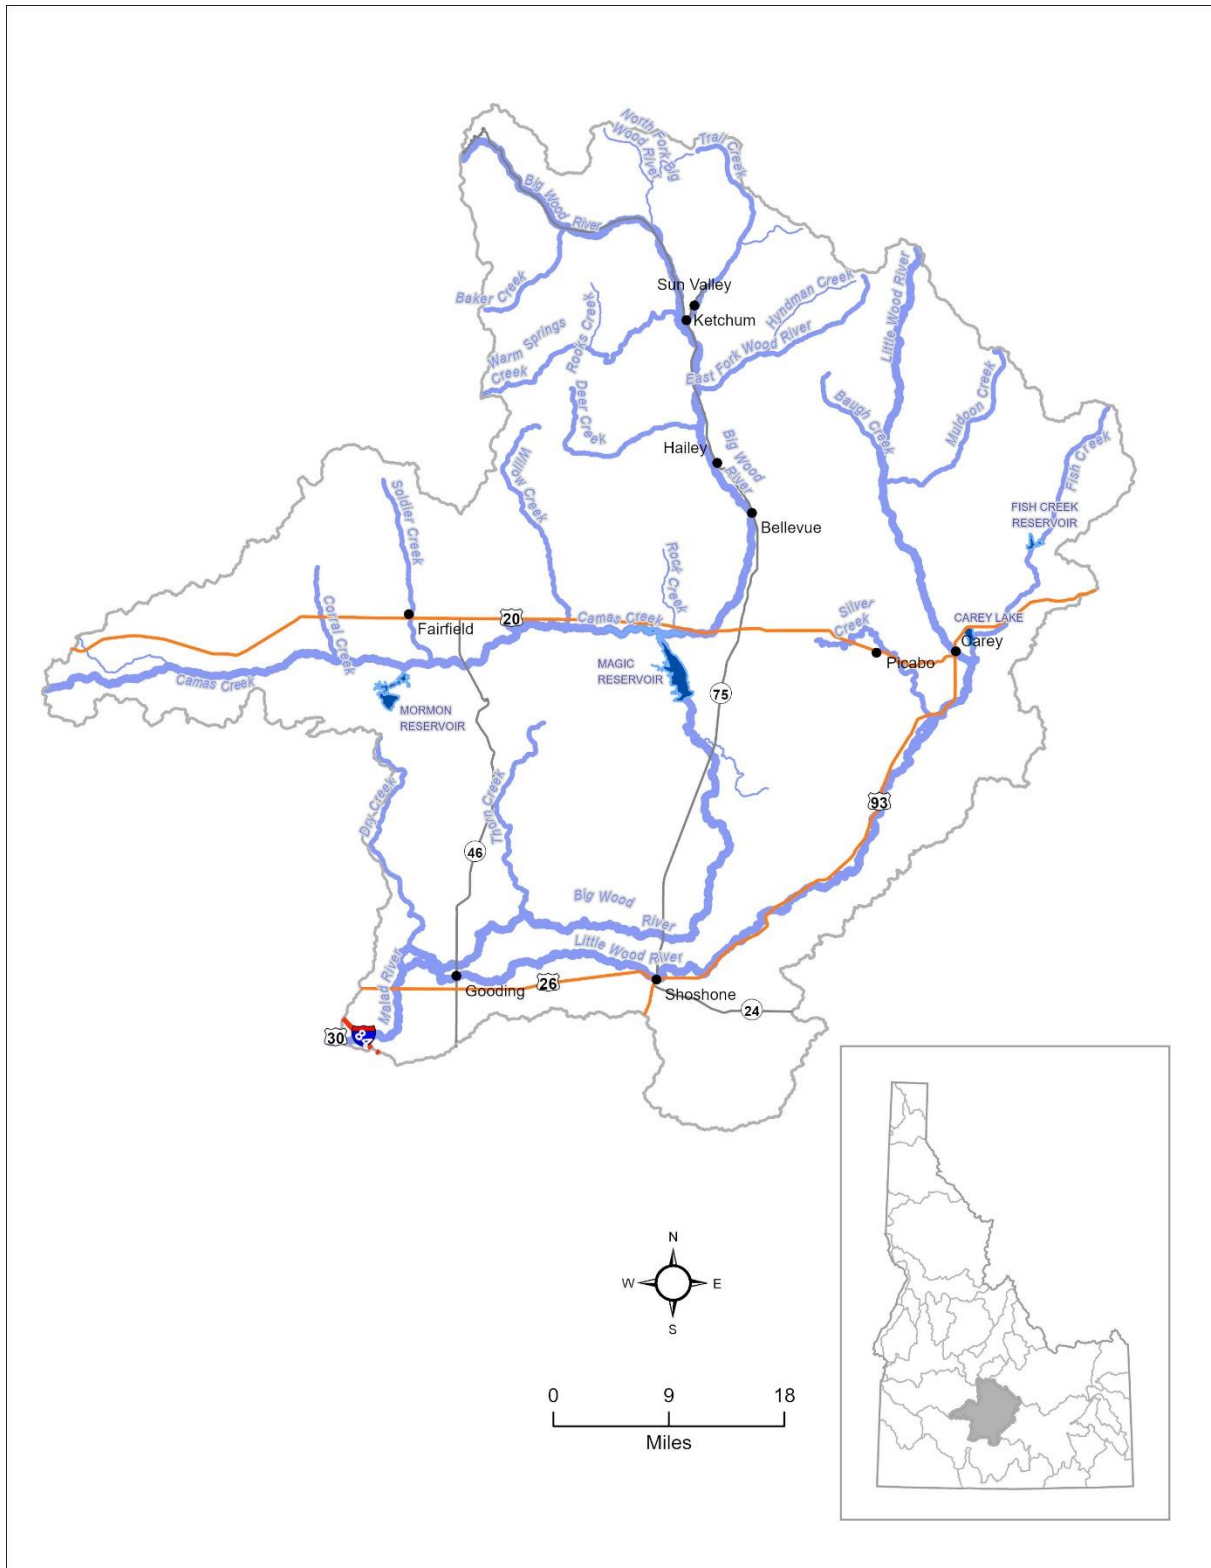 North Fork Big
Wood River
Trail Creek
Big Wood River
Baker Creek
Sun Valley
Ketchum
Hyndman Creek
East Fork Wood River
Little Wood River
Warm Springs
Creek
Rooks Creek
Deer Creek
Baugh Creek
Muldoon Creek
Fish Creek
Willow Creek
Hailey
Big Wood
River
Bellevue
Soldier Creek
FISH CREEK
RESERVOIR
Rock Creek
Corral Creek
Fairfield
20
Camas Creek
Silver
Creek
CAREY LAKE
Carey
Picabo
Camas Creek
MAGIC
RESERVOIR
75
MORMON
RESERVOIR
Dry Creek
Thorn Creek
93
46
Big Wood River
Little Wood River
Malad River
Gooding
26
Shoshone
24
30
84
N
W
E
S
0
9
18
Miles